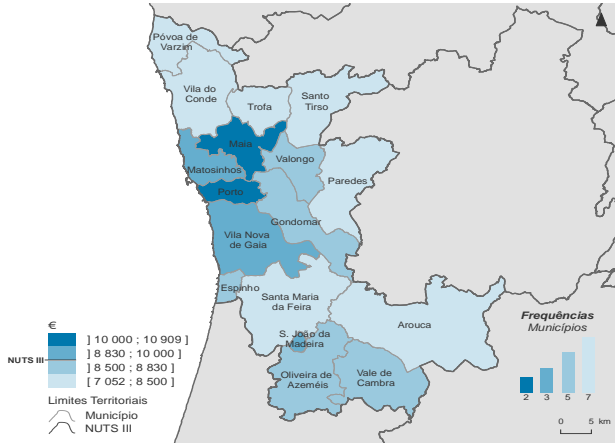 Póvoa de
Varzim
Vila do
Conde
Trofa
Santo
Tirso
Maia
Valongo
Matosinhos
Paredes
Porto
Gondomar
Vila Nova
de Gaia
Espinho
Santa Maria
da Feira
Arouca
S. João da
Madeira
Oliveira de
Azeméis
Vale de
Cambra
€
] 10 000 ; 10 909 ]
] 8 830 ; 10 000 ]
NUTS III
] 8 500 ; 8 830 ]
[ 7 052 ; 8 500 ]
Limites Territoriais
Município
NUTS III
Frequências
Municípios
2 3 5 7
0 5 km